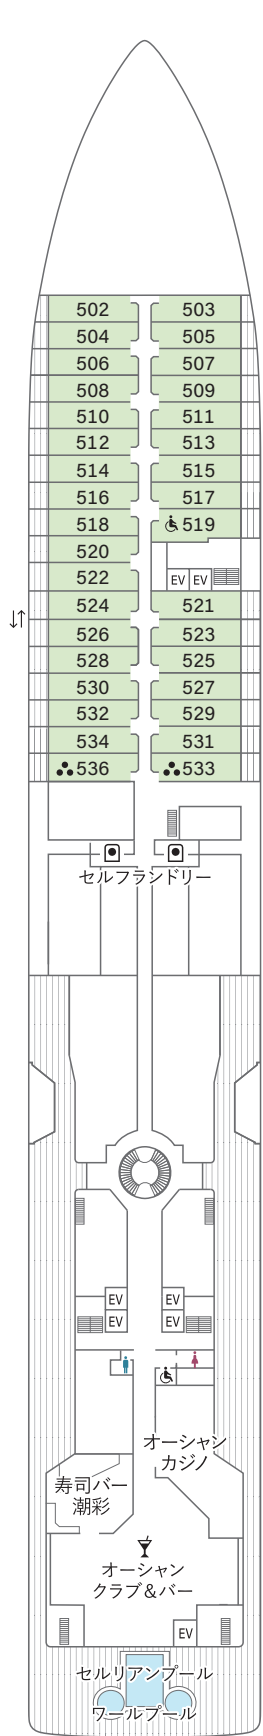 502 503
504 505
506 507
508 509
510 511
512 513
514 515
516 517
518 519
520
522 EV EV
524 521
526 523
528 525
530 527
532 529
534 531
536 533
セルフランドリー
EV EV
EV EV
オーシャン
カジノ
寿司バー
潮彩
オーシャン
クラブ&バー
EV
セルリアンプール
ワールプール